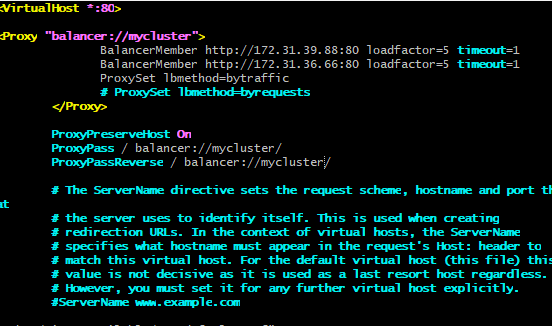 <VirtualHost *:80>
<Proxy "balancer://mycluster">
BalancerMember http://172.31.39.88:80 loadfactor=5 timeout=1
BalancerMember http://172.31.36.66:80 loadfactor=5 timeout=1
ProxySet lbmethod=bytraffic
# ProxySet lbmethod=byrequests
</Proxy>
ProxyPreserveHost On
ProxyPass / balancer://mycluster/
ProxyPassReverse / balancer://mycluster/
# The ServerName directive sets the request scheme, hostname and port th
at
# the server uses to identify itself. This is used when creating
# redirection URLs. In the context of virtual hosts, the ServerName
# specifies what hostname must appear in the request's Host: header to
# match this virtual host. For the default virtual host (this file) this
# value is not decisive as it is used as a last resort host regardless.
# However, you must set it for any further virtual host explicitly.
#ServerName www.example.com